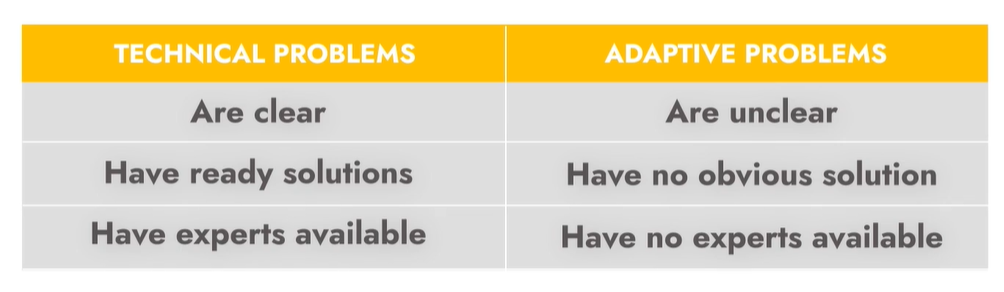 TECHNICAL PROBLEMS
ADAPTIVE PROBLEMS
Are clear
Are unclear
Have ready solutions
Have no obvious solution
Have experts available
Have no experts available